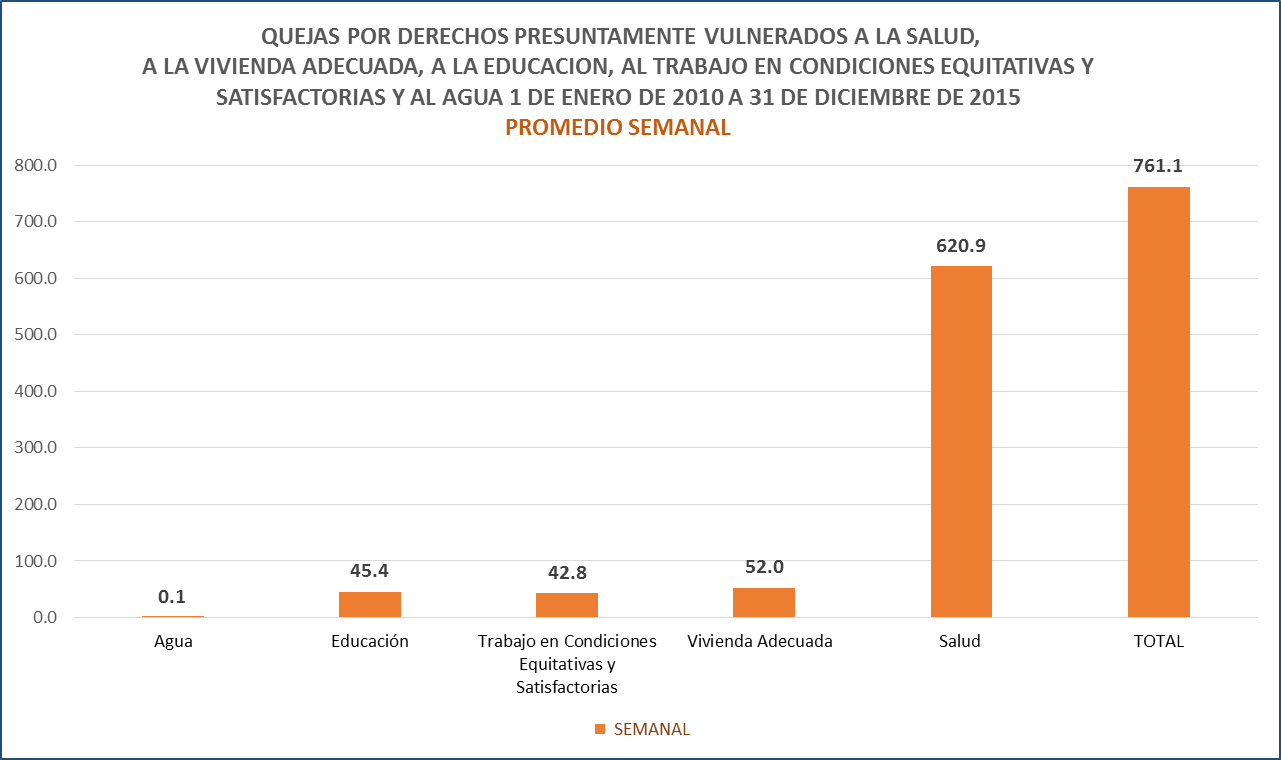 QUEJAS POR DERECHOS PRESUNTAMENTE VULNERADOS A LA SALUD,
A LA VIVIENDA ADECUADA, A LA EDUCACION, AL TRABAJO EN CONDICIONES EQUITATIVAS Y
SATISFACTORIAS Y AL AGUA 1 DE ENERO DE 2010 A 31 DE DICIEMBRE DE 2015
PROMEDIO SEMANAL
800.0
700.0
600.0
500.0
400.0
300.0
200.0
100.0
0.0
0.1
45.4
42.8
52.0
620.9
761.1
Agua
Educación
Trabajo en Condiciones
Equitativas y
Satisfactorias
Vivienda Adecuada
Salud
TOTAL
SEMANAL